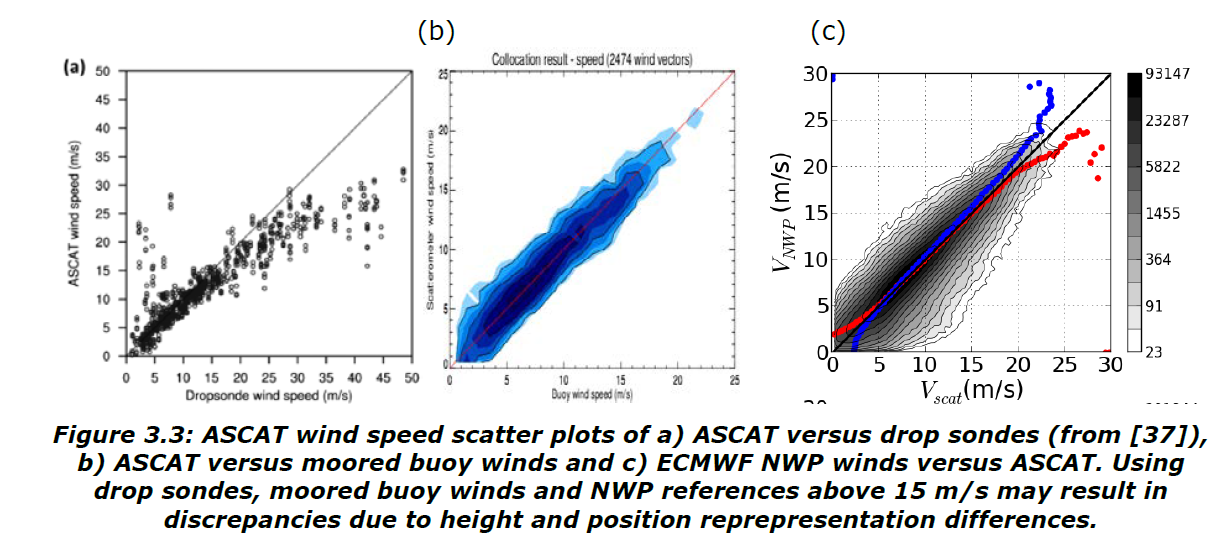 (b)
(c)
(a)
Collocation result - speed (2474 wind vectors)
50
45
40
35
30
25
20
15
10
5
0
ASCAT wind speed (m/s)
0 5 10 15 20 25 30 35 40 45 50
Dropsonde wind speed (m/s)
25
20
15
10
5
0
Scatterometer wind speed (m/s)
0 5 10 15 20 25
Buoy wind speed (m/s)
30
25
20
15
10
5
0
V_NWP (m/s)
0 5 10 15 20 25 30
V_scat(m/s)
93147
23287
5822
1455
364
91
23
30
Figure 3.3: ASCAT wind speed scatter plots of a) ASCAT versus drop sondes (from [37]),
b) ASCAT versus moored buoy winds and c) ECMWF NWP winds versus ASCAT. Using
drop sondes, moored buoy winds and NWP references above 15 m/s may result in
discrepancies due to height and position reprepresentation differences.